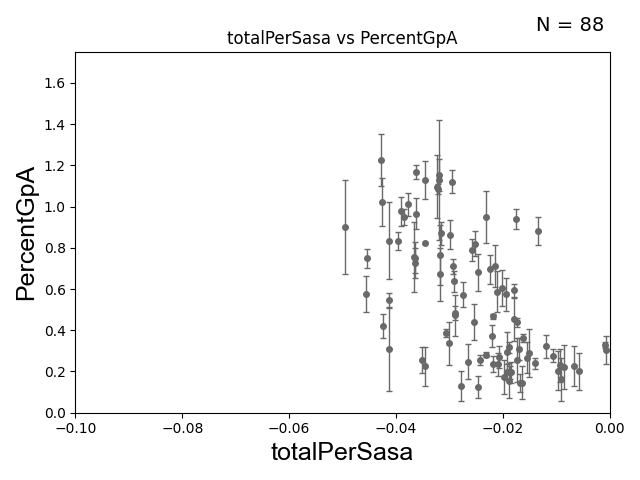 N = 88
totalPerSasa vs PercentGpA
PercentGpA
1.6
1.4
1.2
1.0
0.8
0.6
0.4
0.2
0.0
−0.10 −0.08 −0.06 −0.04 −0.02 0.00
totalPerSasa